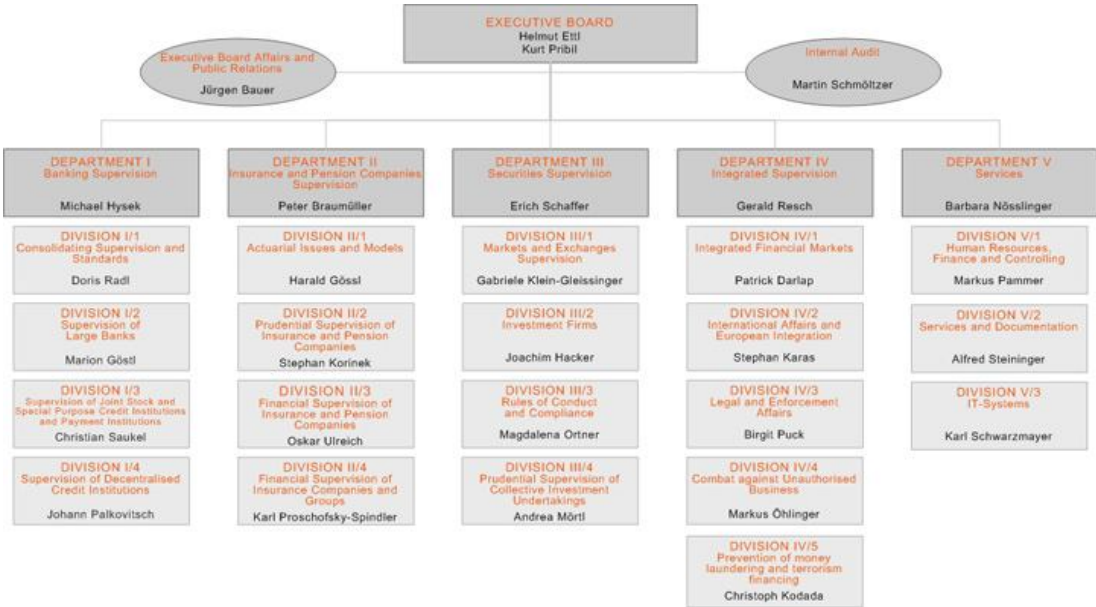 EXECUTIVE BOARD
Helmut Ettl
Kurt Pribil
Executive Board Affairs and
Public Relations
Jürgen Bauer
Internal Audit
Martin Schmöltzer
DEPARTMENT I
Banking Supervision
Michael Hysek
DIVISION I/1
Consolidating Supervision and
Standards
Doris Radl
DIVISION I/2
Supervision of
Large Banks
Marion Göstl
DIVISION I/3
Supervision of Joint Stock and
Special Purpose Credit Institutions
and Payment Institutions
Christian Saukel
DIVISION I/4
Supervision of Decentralised
Credit Institutions
Johann Palkovitsch
DEPARTMENT II
Insurance and Pension Companies
Supervision
Peter Braumüller
DIVISION II/1
Actuarial Issues and Models
Harald Gössl
DIVISION II/2
Prudential Supervision of
Insurance and Pension
Companies
Stephan Korinek
DIVISION II/3
Financial Supervision of
Insurance and Pension
Companies
Oskar Ulreich
DIVISION II/4
Financial Supervision of
Insurance Companies and
Groups
Karl Proschofsky-Spindler
DEPARTMENT III
Securities Supervision
Erich Schaffer
DIVISION III/1
Markets and Exchanges
Supervision
Gabriele Klein-Gleissinger
DIVISION III/2
Investment Firms
Joachim Hacker
DIVISION III/3
Rules of Conduct
and Compliance
Magdalena Ortner
DIVISION III/4
Prudential Supervision of
Collective Investment
Undertakings
Andrea Mörtl
DEPARTMENT IV
Integrated Supervision
Gerald Resch
DIVISION IV/1
Integrated Financial Markets
Patrick Darlap
DIVISION IV/2
International Affairs and
European Integration
Stephan Karas
DIVISION IV/3
Legal and Enforcement
Affairs
Birgit Puck
DIVISION IV/4
Combat against Unauthorised
Business
Markus Öhlinger
DIVISION IV/5
Prevention of money
laundering and terrorism
financing
Christoph Kodada
DEPARTMENT V
Services
Barbara Nösslinger
DIVISION V/1
Human Resources,
Finance and Controlling
Markus Pammer
DIVISION V/2
Services and Documentation
Alfred Steininger
DIVISION V/3
IT-Systems
Karl Schwarzmayer